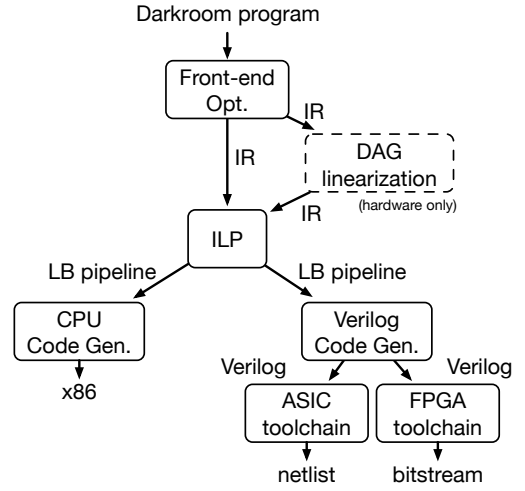 Darkroom program
Front-end
Opt.
IR
IR
DAG
linearization
(hardware only)
IR
ILP
LB pipeline
LB pipeline
CPU
Code Gen.
Verilog
Code Gen.
x86
Verilog
Verilog
ASIC
toolchain
FPGA
toolchain
netlist
bitstream